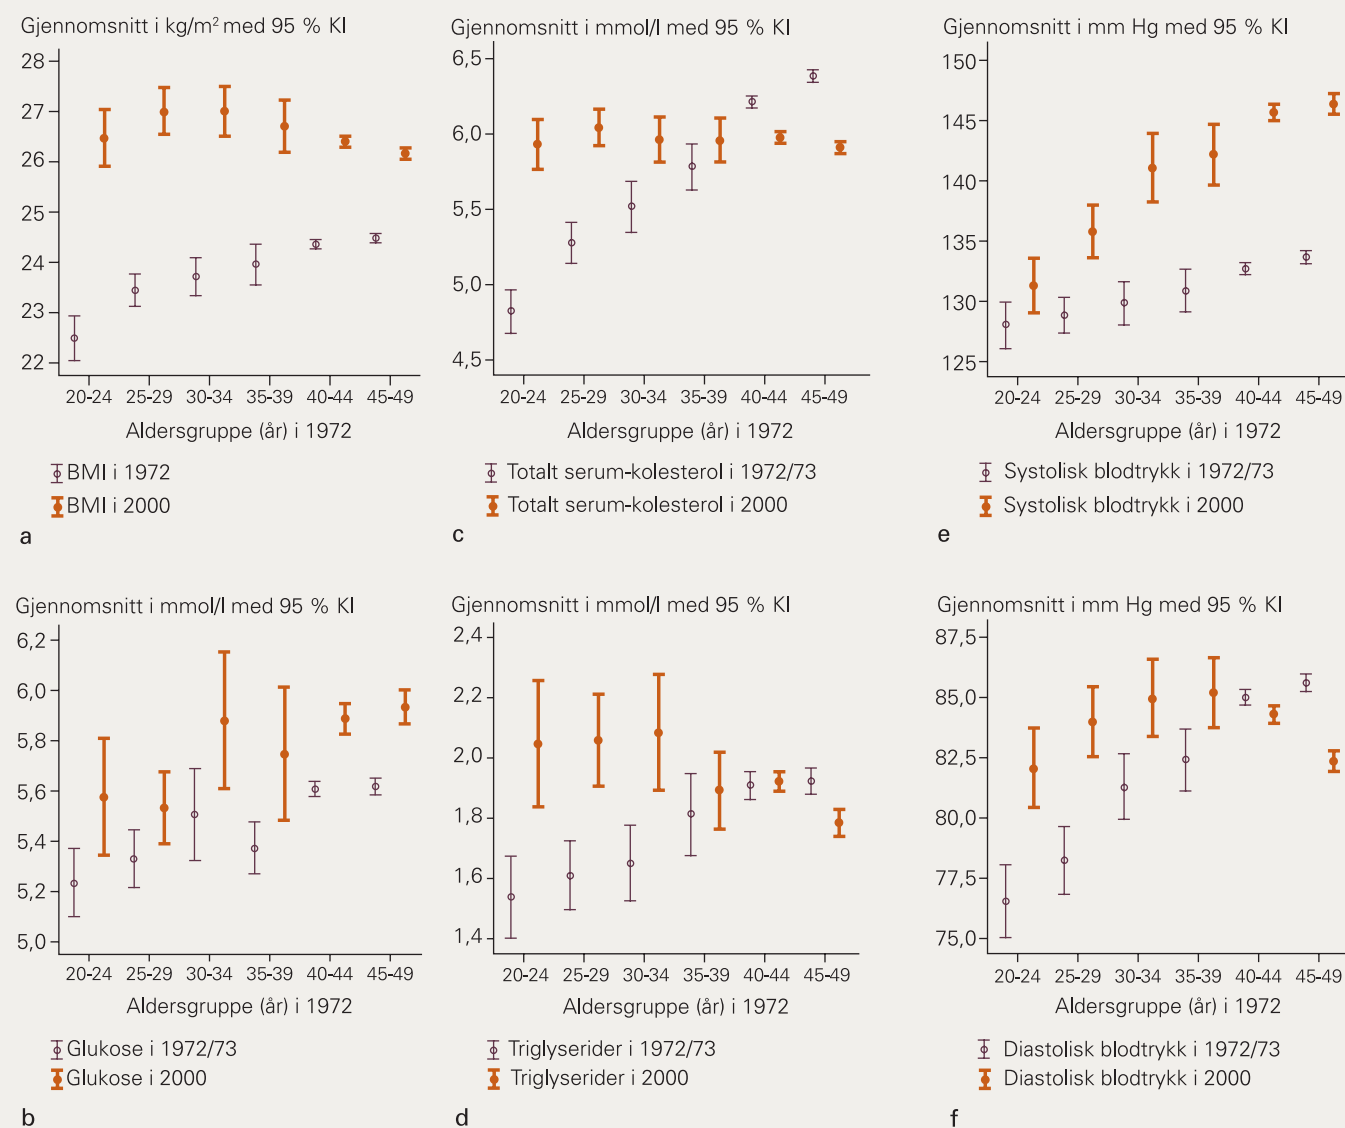 Gjennomsnitt i kg/m² med 95 % KI
28
27
26
25
24
23
22
20-24 25-29 30-34 35-39 40-44 45-49
Aldersgruppe (år) i 1972
BMI i 1972
BMI i 2000
a
Gjennomsnitt i mmol/l med 95 % KI
6,5
6,0
5,5
5,0
4,5
20-24 25-29 30-34 35-39 40-44 45-49
Aldersgruppe (år) i 1972
Totalt serum-kolesterol i 1972/73
Totalt serum-kolesterol i 2000
c
Gjennomsnitt i mm Hg med 95 % KI
150
145
140
135
130
125
20-24 25-29 30-34 35-39 40-44 45-49
Aldersgruppe (år) i 1972
Systolisk blodtrykk i 1972/73
Systolisk blodtrykk i 2000
e
Gjennomsnitt i mmol/l med 95 % KI
6,2
6,0
5,8
5,6
5,4
5,2
5,0
20-24 25-29 30-34 35-39 40-44 45-49
Aldersgruppe (år) i 1972
Glukose i 1972/73
Glukose i 2000
b
Gjennomsnitt i mmol/l med 95 % KI
2,4
2,2
2,0
1,8
1,6
1,4
20-24 25-29 30-34 35-39 40-44 45-49
Aldersgruppe (år) i 1972
Triglyserider i 1972/73
Triglyserider i 2000
d
Gjennomsnitt i mm Hg med 95 % KI
87,5
85,0
82,5
80,0
77,5
75,0
20-24 25-29 30-34 35-39 40-44 45-49
Aldersgruppe (år) i 1972
Diastolisk blodtrykk i 1972/73
Diastolisk blodtrykk i 2000
f